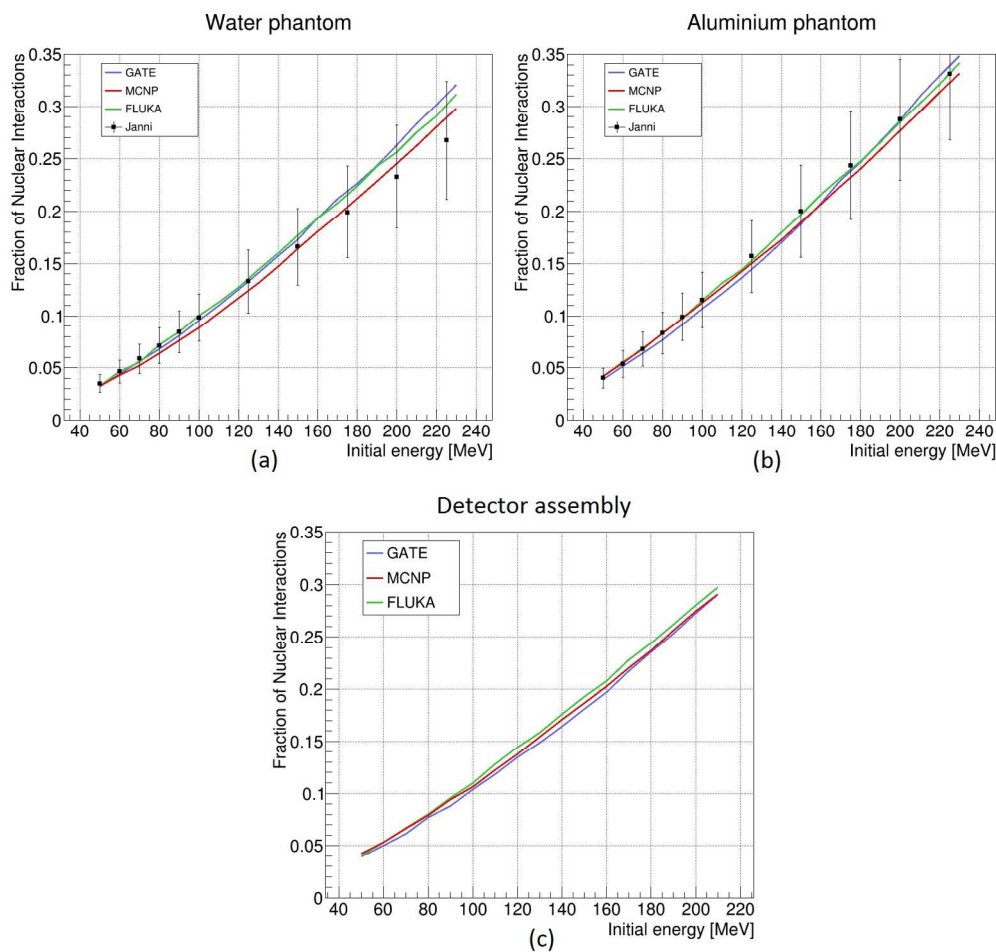 Water phantom
Fraction of Nuclear Interactions
0.35
0.3
0.25
0.2
0.15
0.1
0.05
0
GATE
MCNP
FLUKA
Janni
40 60 80 100 120 140 160 180 200 220 240
Initial energy [MeV]
(a)
Aluminium phantom
Fraction of Nuclear Interactions
0.35
0.3
0.25
0.2
0.15
0.1
0.05
0
GATE
MCNP
FLUKA
Janni
40 60 80 100 120 140 160 180 200 220 240
Initial energy [MeV]
(b)
Detector assembly
Fraction of Nuclear Interactions
0.35
0.3
0.25
0.2
0.15
0.1
0.05
0
GATE
MCNP
FLUKA
40 60 80 100 120 140 160 180 200 220
Initial energy [MeV]
(c)